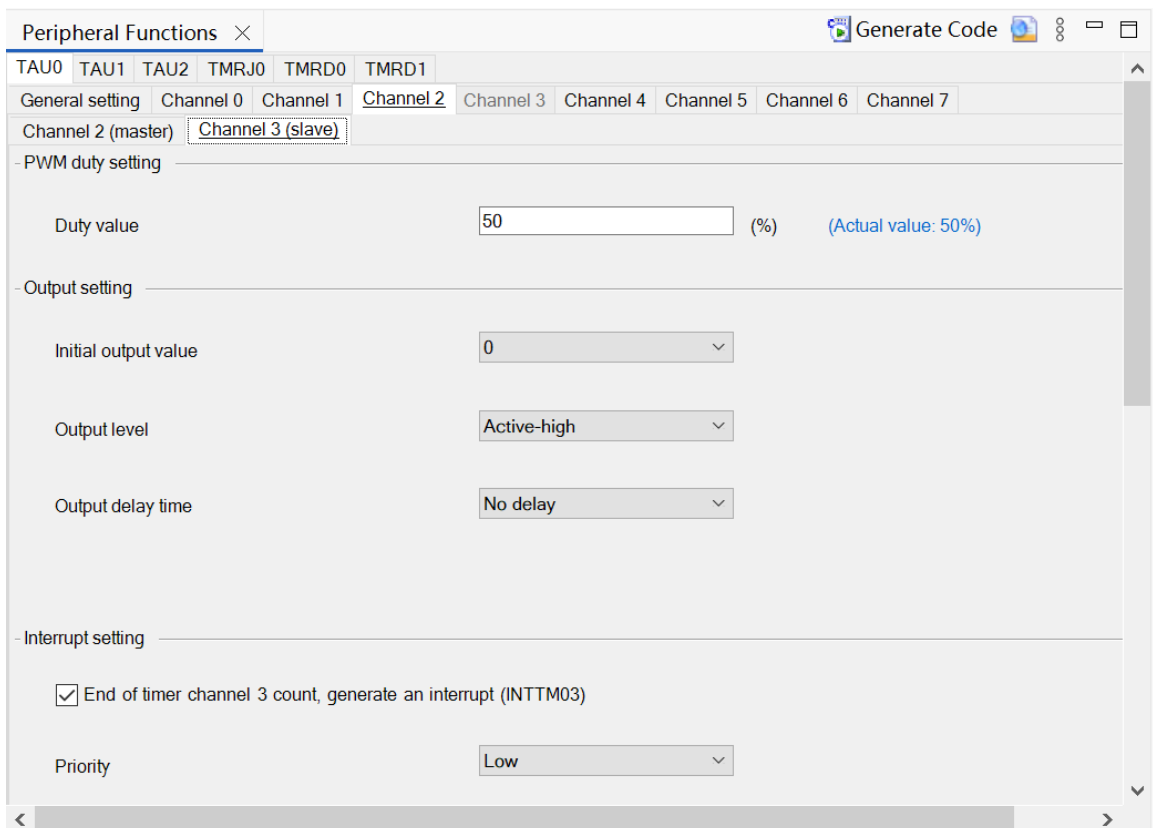 Peripheral Functions Generate Code
TAU0 TAU1 TAU2 TMRJ0 TMRD0 TMRD1
General setting Channel 0 Channel 1 Channel 2 Channel 3 Channel 4 Channel 5 Channel 6 Channel 7
Channel 2 (master) Channel 3 (slave)
PWM duty setting
Duty value 50 (%) (Actual value: 50%)
Output setting
Initial output value 0
Output level Active-high
Output delay time No delay
Interrupt setting
End of timer channel 3 count, generate an interrupt (INTTM03)
Priority Low